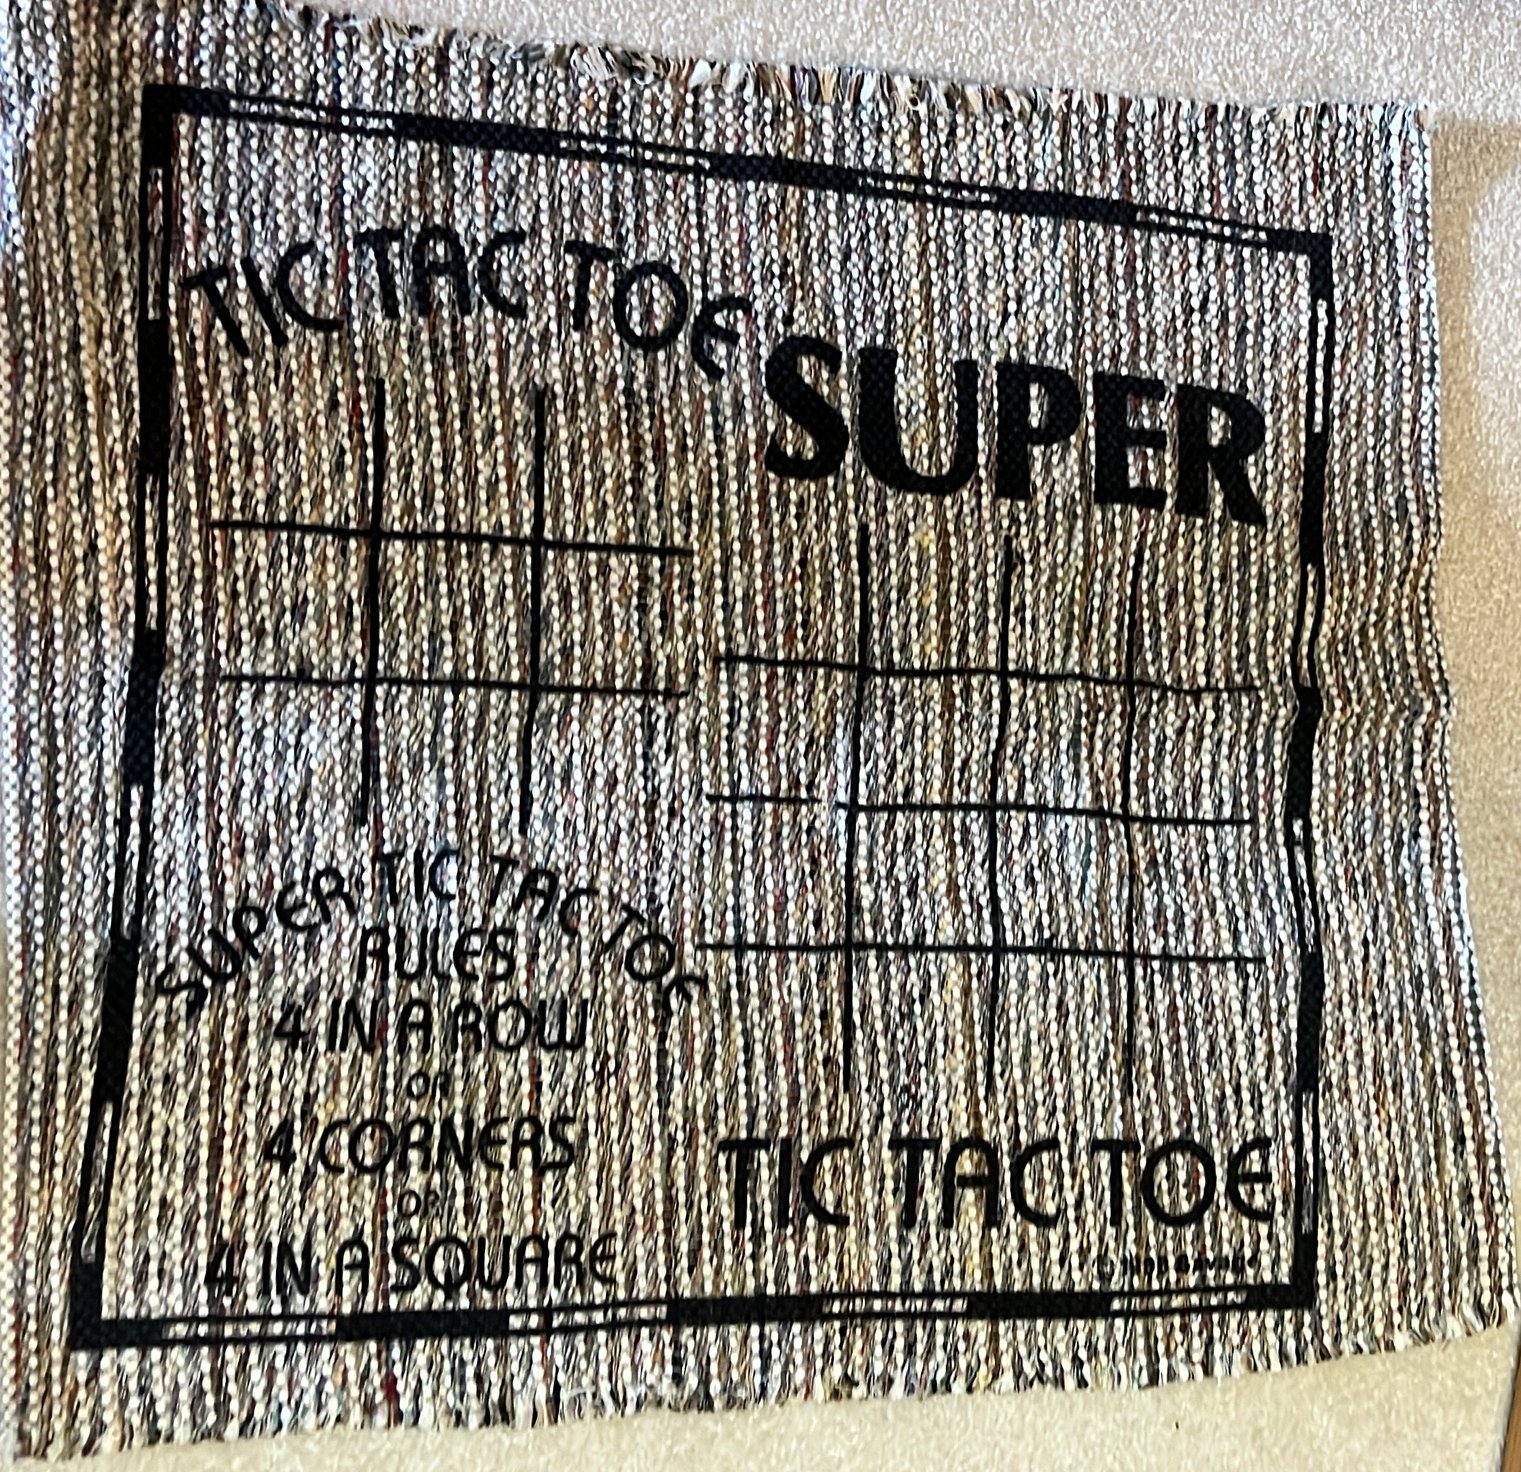 TIC TAC TOE
SUPER
TIC TAC TOE
SUPER TIC TAC TOE
RULES
4 IN A ROW
OR
4 CORNERS
OR
4 IN A SQUARE